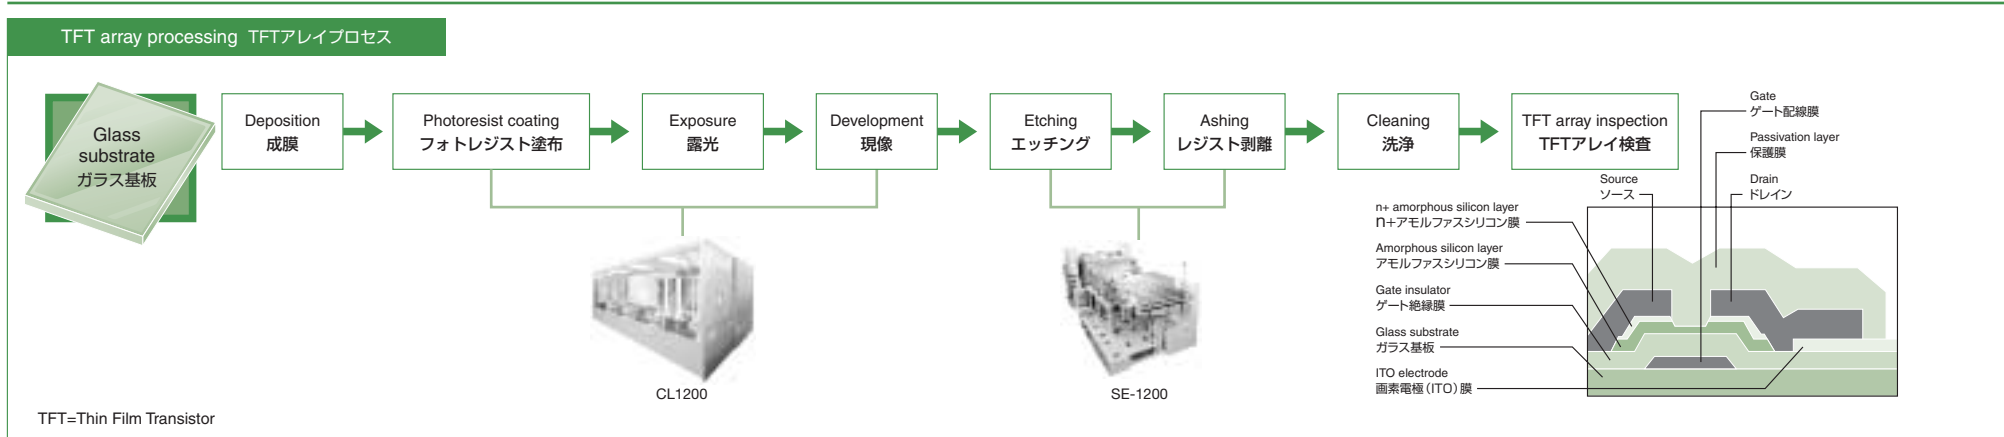 TFT array processing TFTアレイプロセス
Glass
substrate
ガラス基板
Deposition
成膜
Photoresist coating
フォトレジスト塗布
Exposure
露光
Development
現像
Etching
エッチング
Ashing
レジスト剥離
Cleaning
洗浄
TFT array inspection
TFTアレイ検査
CL1200
SE-1200
Gate
ゲート配線膜
Passivation layer
保護膜
Source
ソース
Drain
ドレイン
n+ amorphous silicon layer
n+アモルファスシリコン膜
Amorphous silicon layer
アモルファスシリコン膜
Gate insulator
ゲート絶縁膜
Glass substrate
ガラス基板
ITO electrode
画素電極(ITO)膜
TFT=Thin Film Transistor